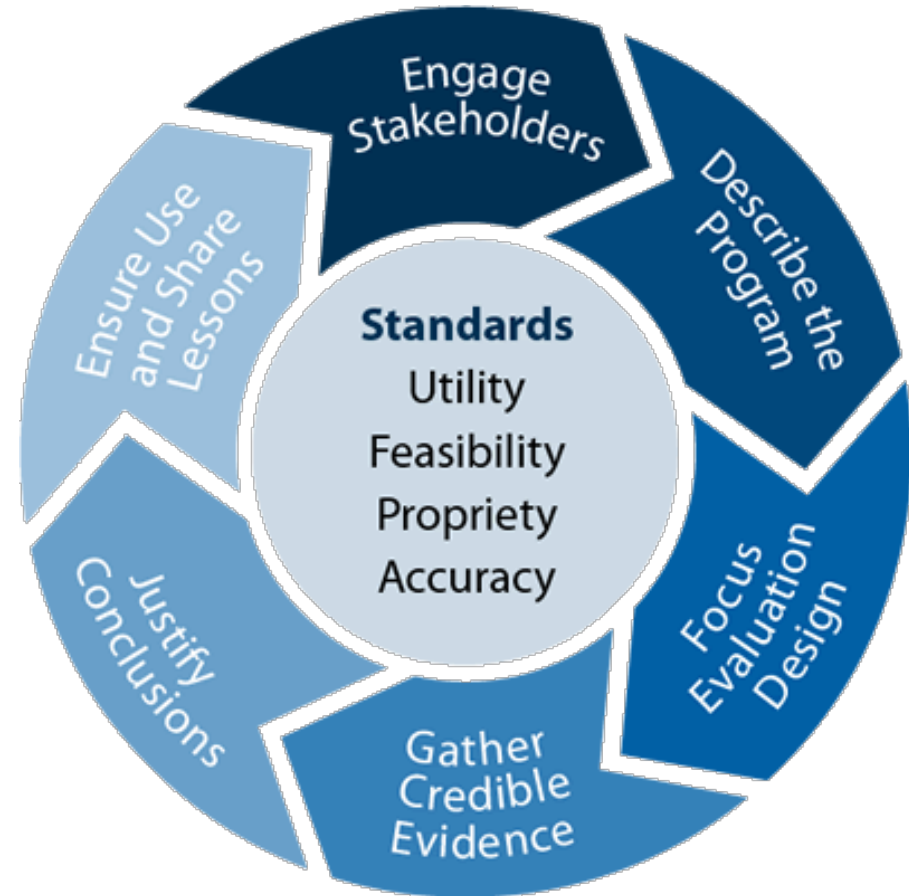 Engage
Stakeholders
Describe the
Program
Focus
Evaluation
Design
Gather
Credible
Evidence
Justify
Conclusions
Ensure Use
and Share
Lessons
Standards
Utility
Feasibility
Propriety
Accuracy